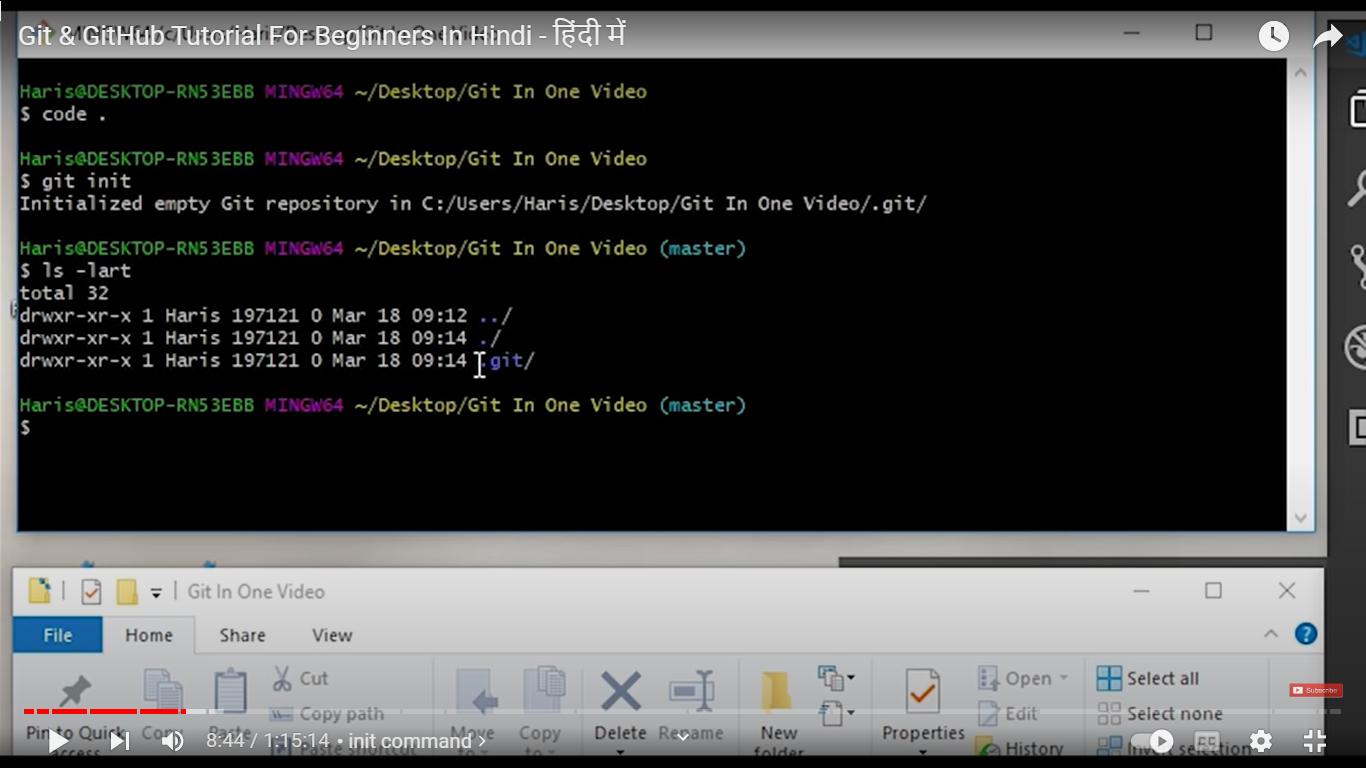 Git & GitHub Tutorial For Beginners In Hindi - हिंदी में
Haris@DESKTOP-RN53EBB MINGW64 ~/Desktop/Git In One Video
$ code .
Haris@DESKTOP-RN53EBB MINGW64 ~/Desktop/Git In One Video
$ git init
Initialized empty Git repository in C:/Users/Haris/Desktop/Git In One Video/.git/
Haris@DESKTOP-RN53EBB MINGW64 ~/Desktop/Git In One Video (master)
$ ls -lart
total 32
drwxr-xr-x 1 Haris 197121 0 Mar 18 09:12 ../
drwxr-xr-x 1 Haris 197121 0 Mar 18 09:14 ./
drwxr-xr-x 1 Haris 197121 0 Mar 18 09:14 .git/
Haris@DESKTOP-RN53EBB MINGW64 ~/Desktop/Git In One Video (master)
$
Git In One Video
File Home Share View
Cut Open Select all
Subscribe
Copy path Edit Select none
Pin to Quick access Copy Paste Move to Copy to Delete Rename New folder Properties
History Invert selection
8:44 / 1:15:14 • init command >